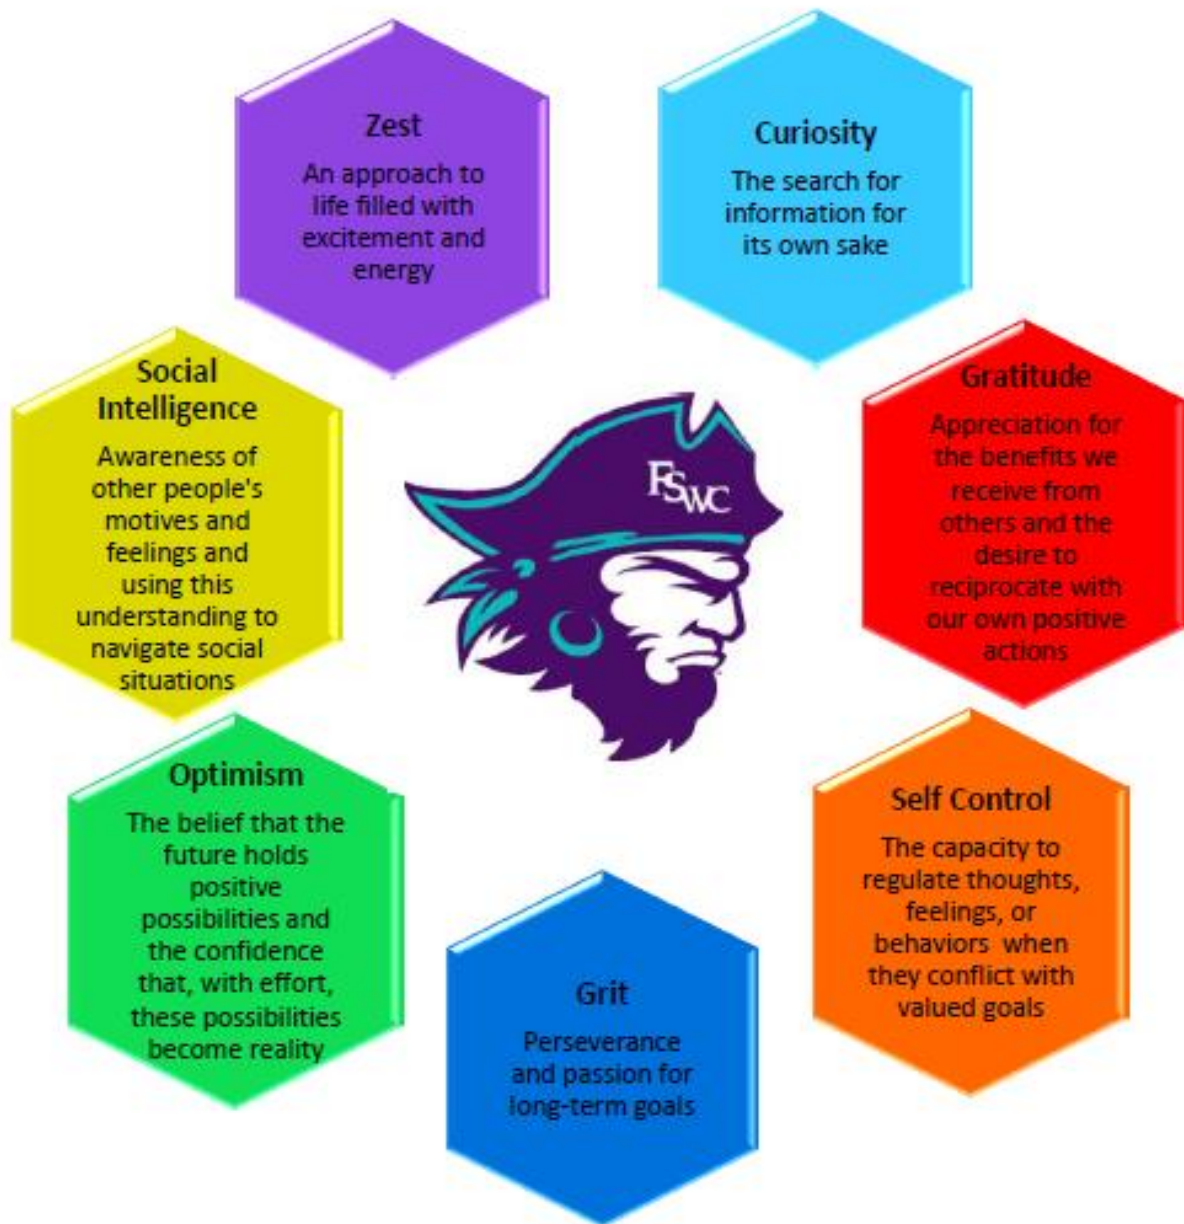 Zest
An approach to
life filled with
excitement and
energy
Curiosity
The search for
information for
its own sake
Social
Intelligence
Awareness of
other people's
motives and
feelings and
using this
understanding to
navigate social
situations
FSWC
Gratitude
Appreciation for
the benefits we
receive from
others and the
desire to
reciprocate with
our own positive
actions
Optimism
The belief that the
future holds
positive
possibilities and
the confidence
that, with effort,
these possibilities
become reality
Self Control
The capacity to
regulate thoughts,
feelings, or
behaviors  when
they conflict with
valued goals
Grit
Perseverance
and passion for
long-term goals